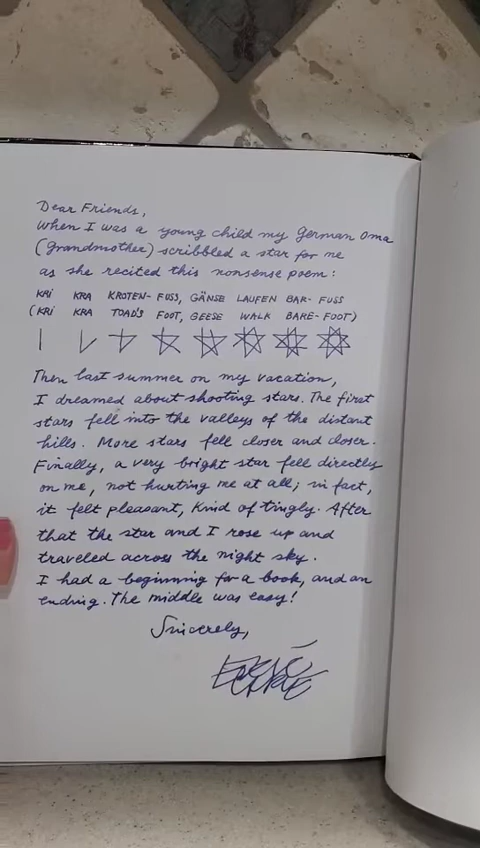 Dear Friends,
When I was a young child my German Oma
(grandmother) scribbled a star for me
as she recited this nonsense poem:
KRI KRA KROTEN-FUSS, GÄNSE LAUFEN BAR-FUSS
(KRI KRA TOAD'S FOOT, GEESE WALK BARE-FOOT)
Then last summer on my vacation,
I dreamed about shooting stars. The first
stars fell into the valleys of the distant
hills. More stars fell closer and closer.
Finally, a very bright star fell directly
on me, not hurting me at all; in fact,
it felt pleasant, kind of tingly. After
that the star and I rose up and
traveled across the night sky.
I had a beginning for a book, and an
ending. The middle was easy!
Sincerely,
ERIC
CARLE